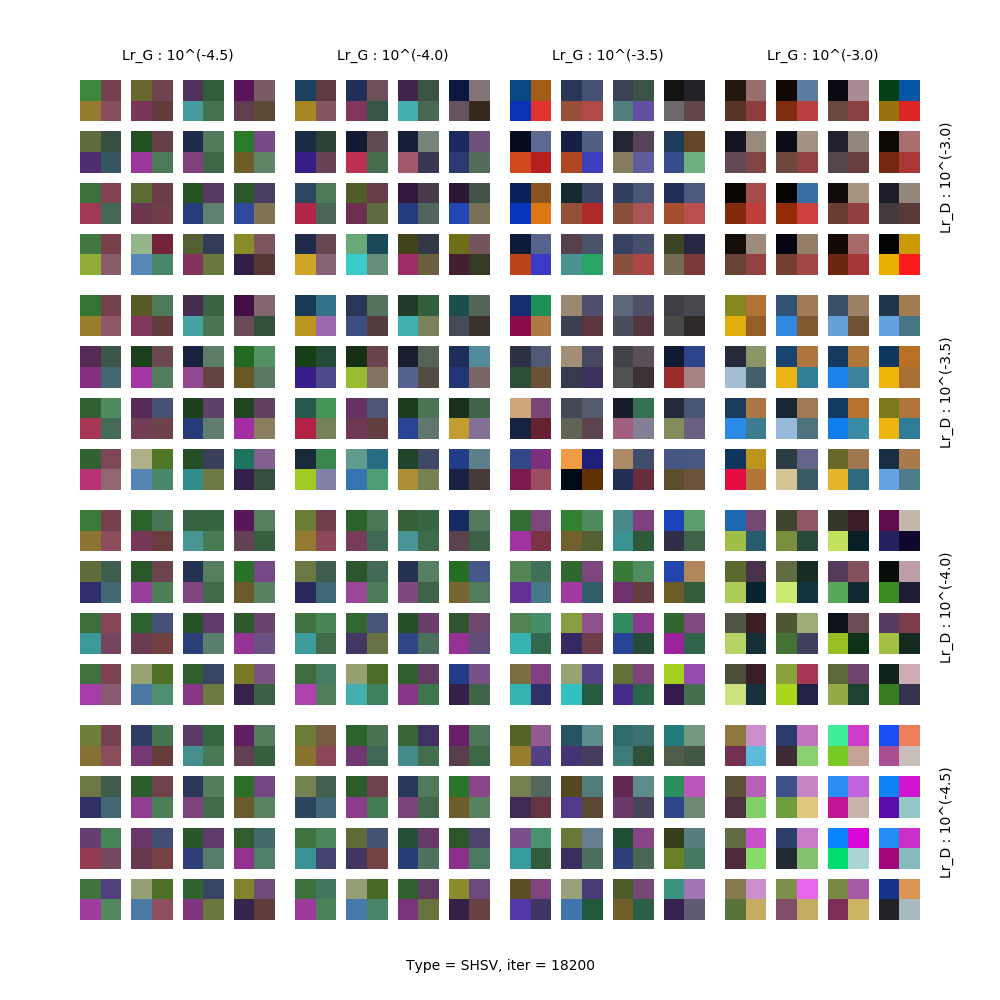 Lr_G : 10^(-4.5)
Lr_G : 10^(-4.0)
Lr_G : 10^(-3.5)
Lr_G : 10^(-3.0)
Lr_D : 10^(-3.0)
Lr_D : 10^(-3.5)
Lr_D : 10^(-4.0)
Lr_D : 10^(-4.5)
Type = SHSV, iter = 18200